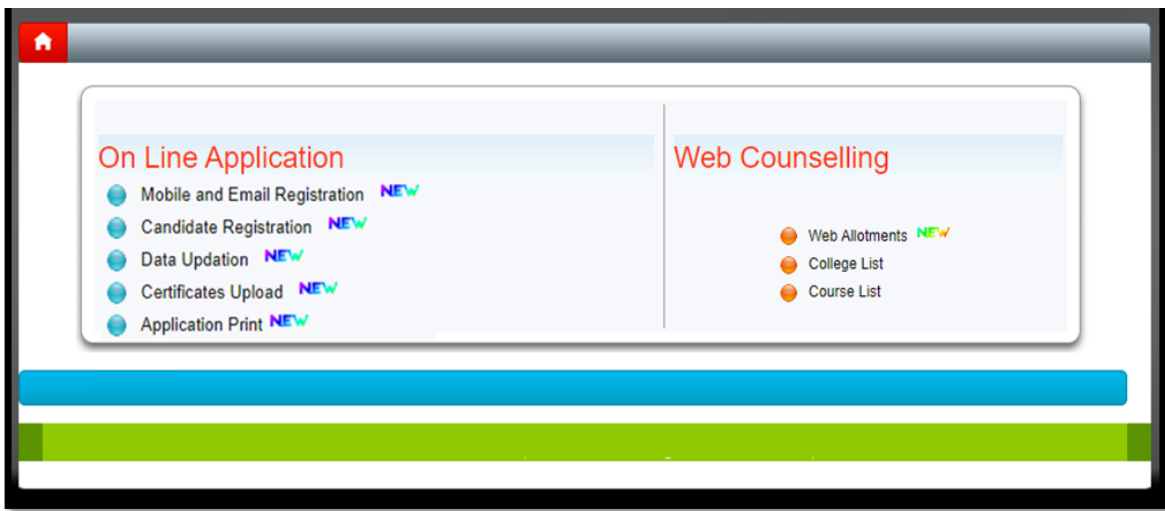 On Line Application
Mobile and Email Registration NEW
Candidate Registration NEW
Data Updation NEW
Certificates Upload NEW
Application Print NEW
Web Counselling
Web Allotments NEW
College List
Course List